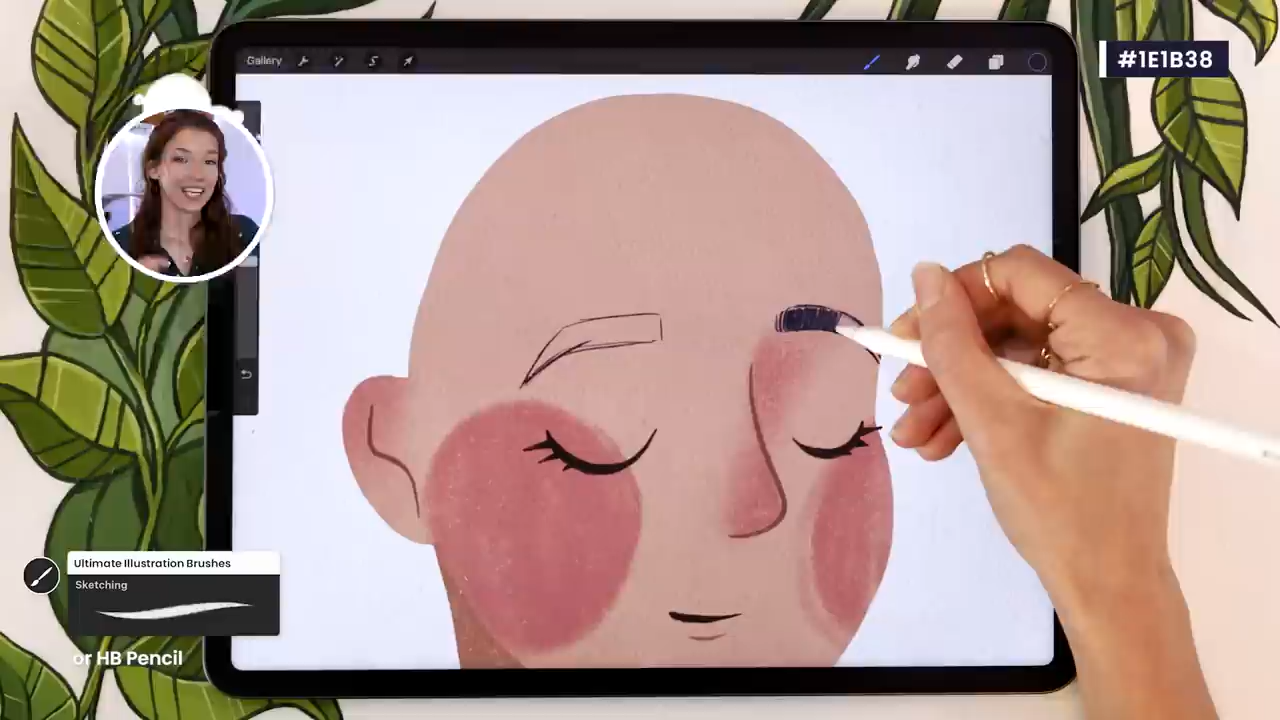 Gallery
#1E1B38
Ultimate Illustration Brushes
Sketching
or HB Pencil